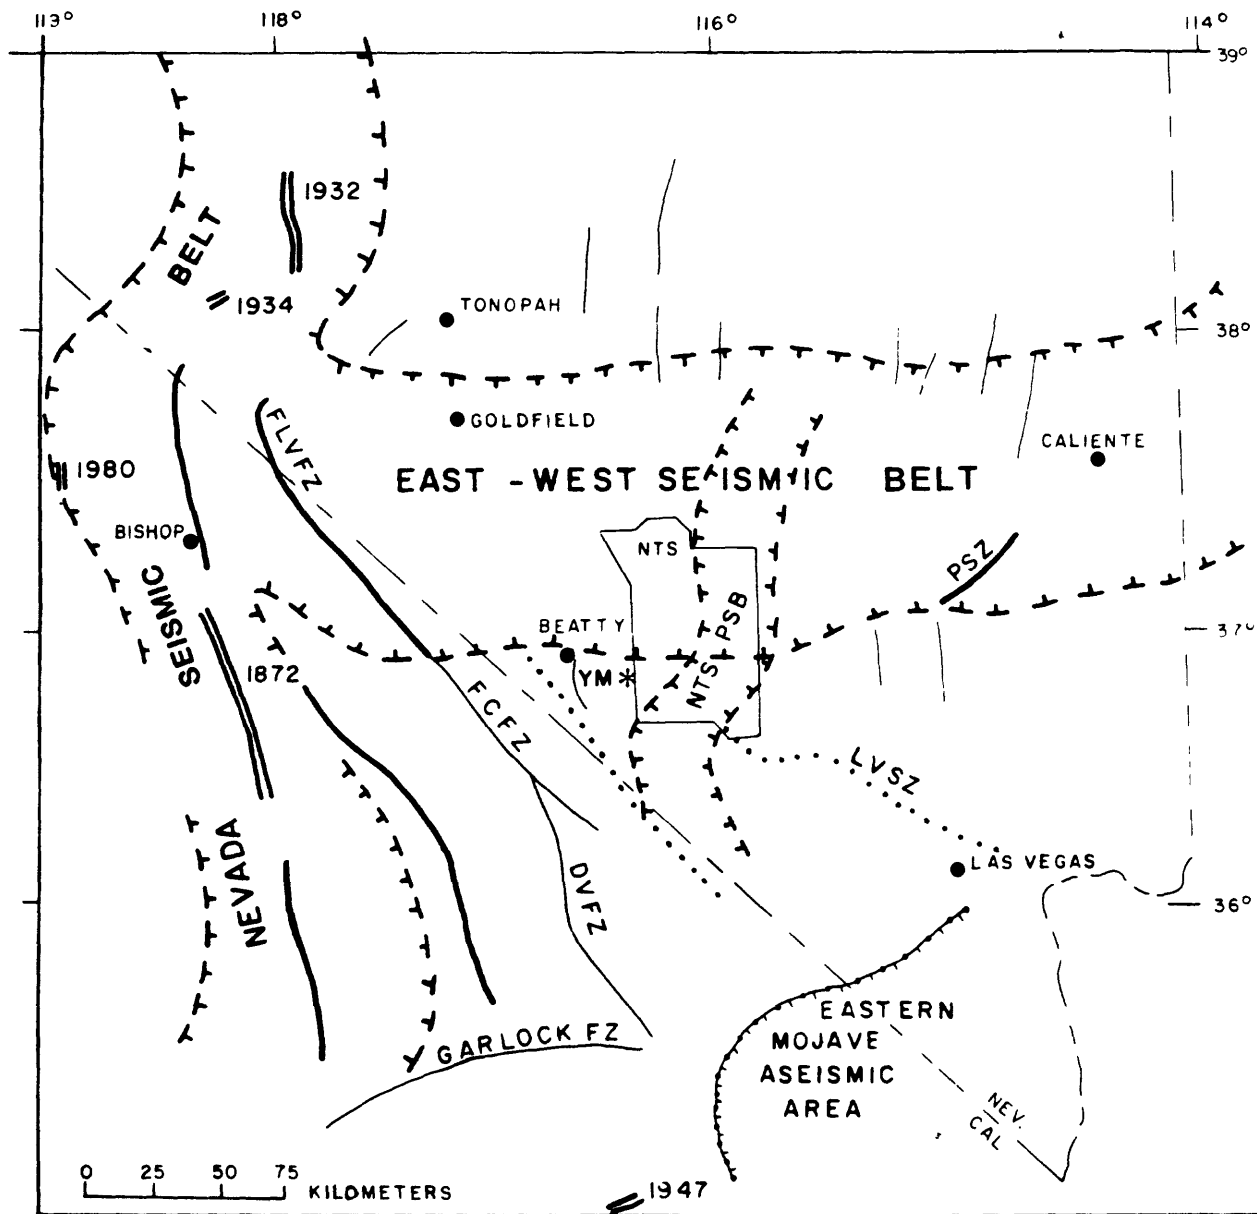 113° 118° 116° 114°
39°
1932
BELT
1934
TONOPAH
38°
GOLDFIELD
FLVFZ
CALIENTE
1980
EAST-WEST SEISMIC BELT
BISHOP
NTS
PSZ
SEISMIC
BEATTY
PSB
37°
1872
YM*
NTS
FCFZ
LVSZ
NEVADA
LAS VEGAS
DVFZ
36°
EASTERN
MOJAVE
ASEISMIC
AREA
GARLOCK FZ
NEV.
CAL
0 25 50 75
KILOMETERS
1947